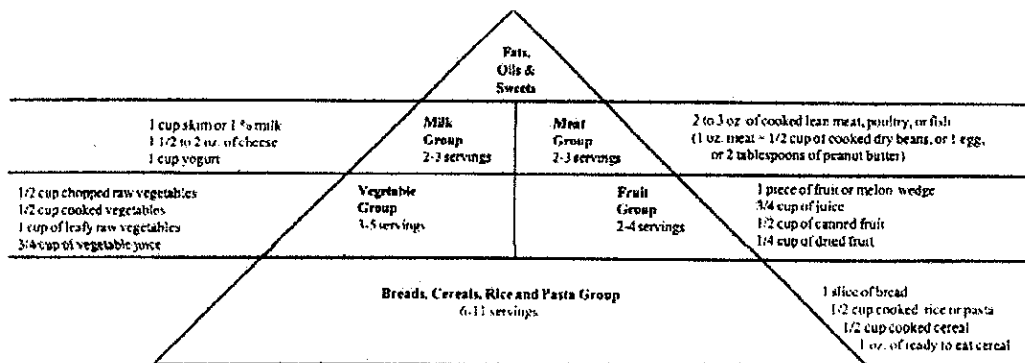 Fats,
Oils &
Sweets
1 cup skim or 1 % milk
1 1/2 to 2 oz. of cheese
1 cup yogurt
Milk
Group
2-3 servings
Meat
Group
2-3 servings
2 to 3 oz. of cooked lean meat, poultry, or fish
(1 oz. meat = 1/2 cup of cooked dry beans, or 1 egg,
or 2 tablespoons of peanut butter)
1/2 cup chopped raw vegetables
1/2 cup cooked vegetables
1 cup of leafy raw vegetables
3/4 cup of vegetable juice
Vegetable
Group
3-5 servings
Fruit
Group
2-4 servings
1 piece of fruit or melon wedge
3/4 cup of juice
1/2 cup of canned fruit
1/4 cup of dried fruit
Breads, Cereals, Rice and Pasta Group
6-11 servings
1 slice of bread
1/2 cup cooked rice or pasta
1/2 cup cooked cereal
1 oz. of ready to eat cereal